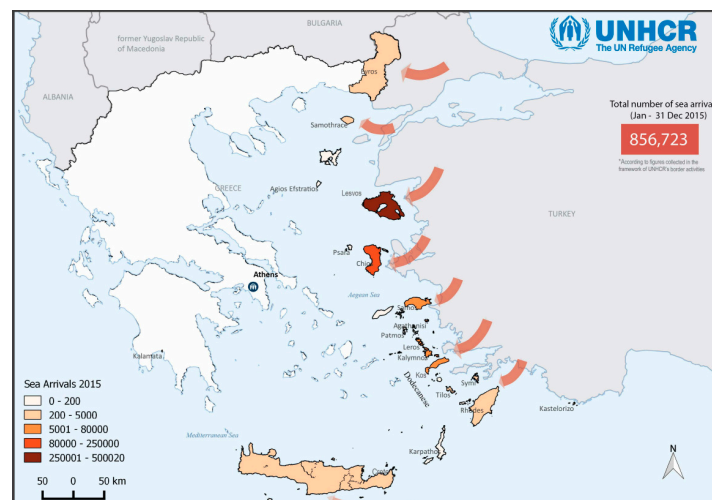 BULGARIA
former Yugoslav Republic
of Macedonia
UNHCR
The UN Refugee Agency
Evros
ALBANIA
Total number of sea arriva
(Jan - 31 Dec 2015)
856,723
*According to figures collected in the
framework of UNHCR's border activities
Samothrace
Agios Efstratios
Lesvos
GREECE
TURKEY
Psara
Chios
Athens
Aegean Sea
Samos
Agathonisi
Patmos
Leros
Kalymnos
Kos
Kalamata
Dodecanese
Symi
Tilos
Rhodes
Kastelorizo
Sea Arrivals 2015
0 - 200
200 - 5000
5001 - 80000
80000 - 250000
250001 - 500020
Mediterranean Sea
Karpathos
Crete
N
50 0 50 km